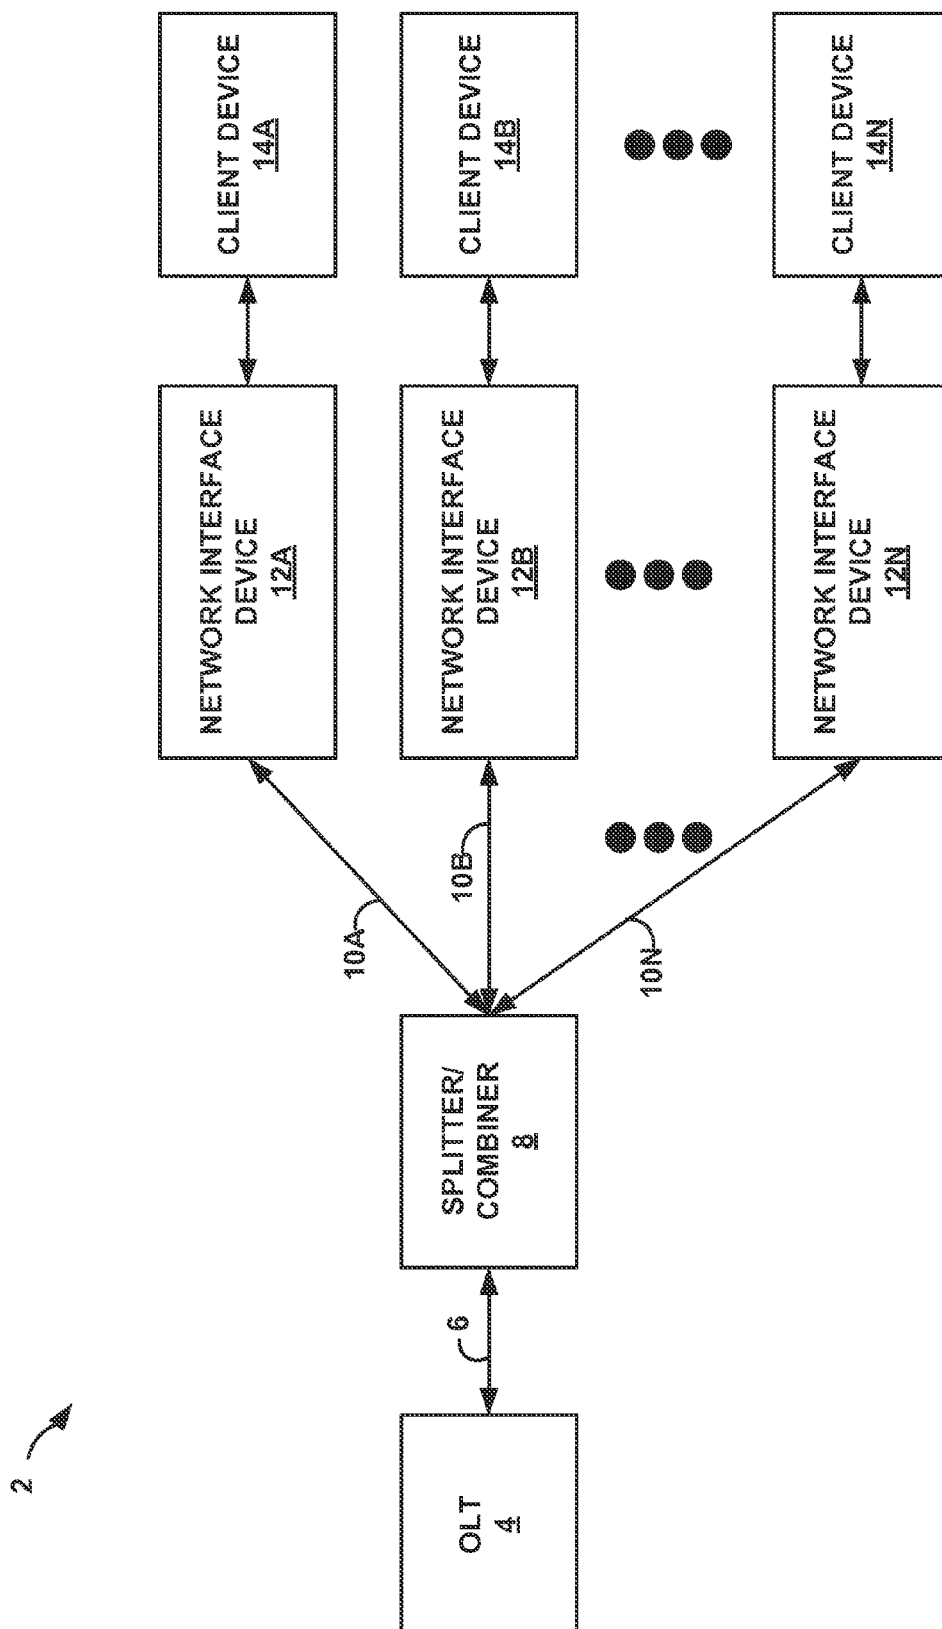 2
OLT
4
6
SPLITTER/
COMBINER
8
10A
10B
10N
NETWORK INTERFACE
DEVICE
12A
NETWORK INTERFACE
DEVICE
12B
NETWORK INTERFACE
DEVICE
12N
CLIENT DEVICE
14A
CLIENT DEVICE
14B
CLIENT DEVICE
14N